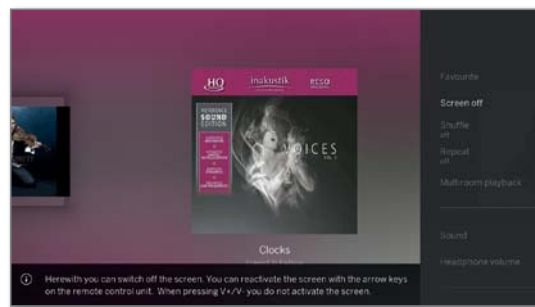 HQ
inakustik
REFERENCE
SOUND
EDITION
VOICES
VOL. 2
Clocks
Favourite
Screen off
Shuffle
off
Repeat
off
Multiroom playback
Sound
Headphone volume
Herewith you can switch off the screen. You can reactivate the screen with the arrow keys
on the remote control unit. When pressing V+/V- you do not activate the screen.